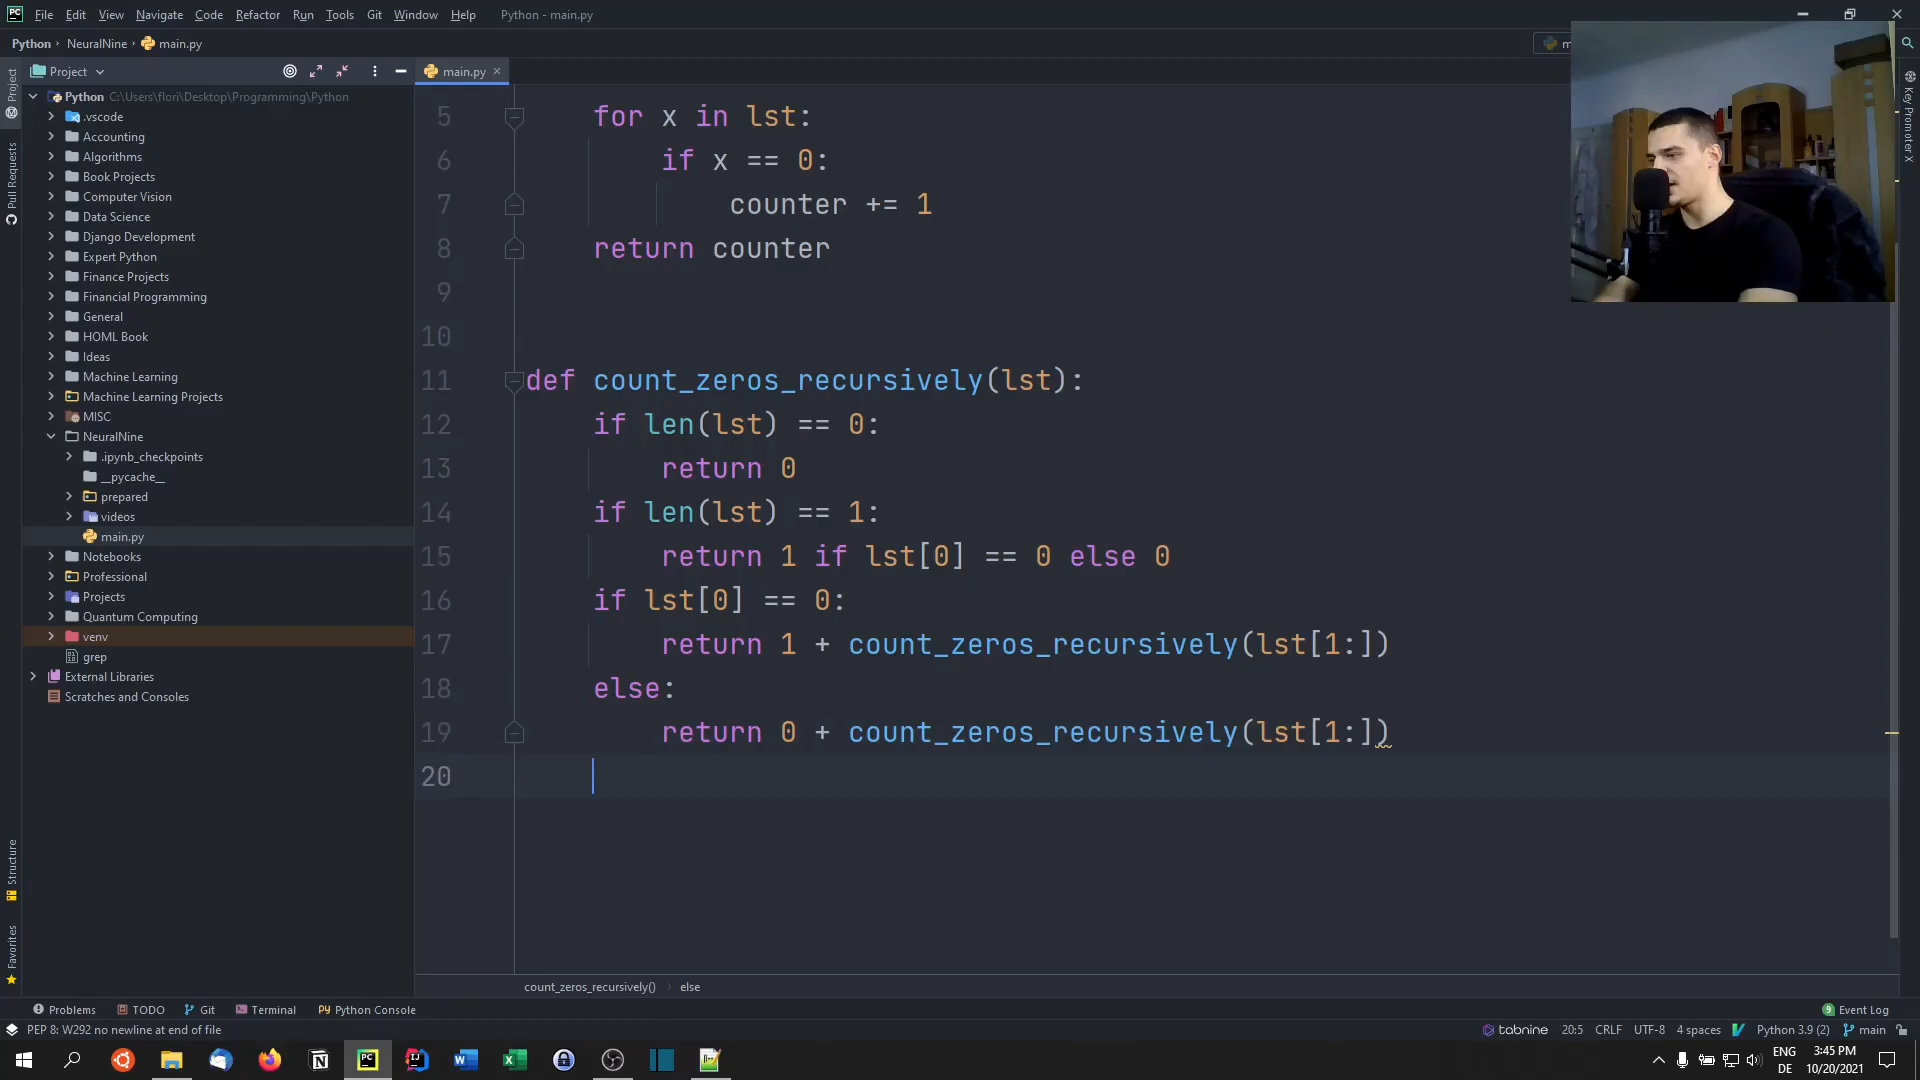 PC File Edit View Navigate Code Refactor Run Tools Git Window Help Python - main.py
Python NeuralNine main.py
Project
main.py
Python C:\Users\flori\Desktop\Programming\Python
.vscode
Accounting
Algorithms
Book Projects
Computer Vision
Data Science
Django Development
Expert Python
Finance Projects
Financial Programming
General
HOML Book
Ideas
Machine Learning
Machine Learning Projects
MISC
NeuralNine
.ipynb_checkpoints
__pycache__
prepared
videos
main.py
Notebooks
Professional
Projects
Quantum Computing
venv
grep
External Libraries
Scratches and Consoles
Project
Pull Requests
Structure
Favorites
5 for x in lst:
6 if x == 0:
7 counter += 1
8 return counter
9
10
11 def count_zeros_recursively(lst):
12 if len(lst) == 0:
13 return 0
14 if len(lst) == 1:
15 return 1 if lst[0] == 0 else 0
16 if lst[0] == 0:
17 return 1 + count_zeros_recursively(lst[1:])
18 else:
19 return 0 + count_zeros_recursively(lst[1:])
20
Key Promoter X
count_zeros_recursively() else
Problems TODO Git Terminal Python Console
9 Event Log
PEP 8: W292 no newline at end of file
tabnine 20:5 CRLF UTF-8 4 spaces Python 3.9 (2) main
ENG
DE
3:45 PM
10/20/2021